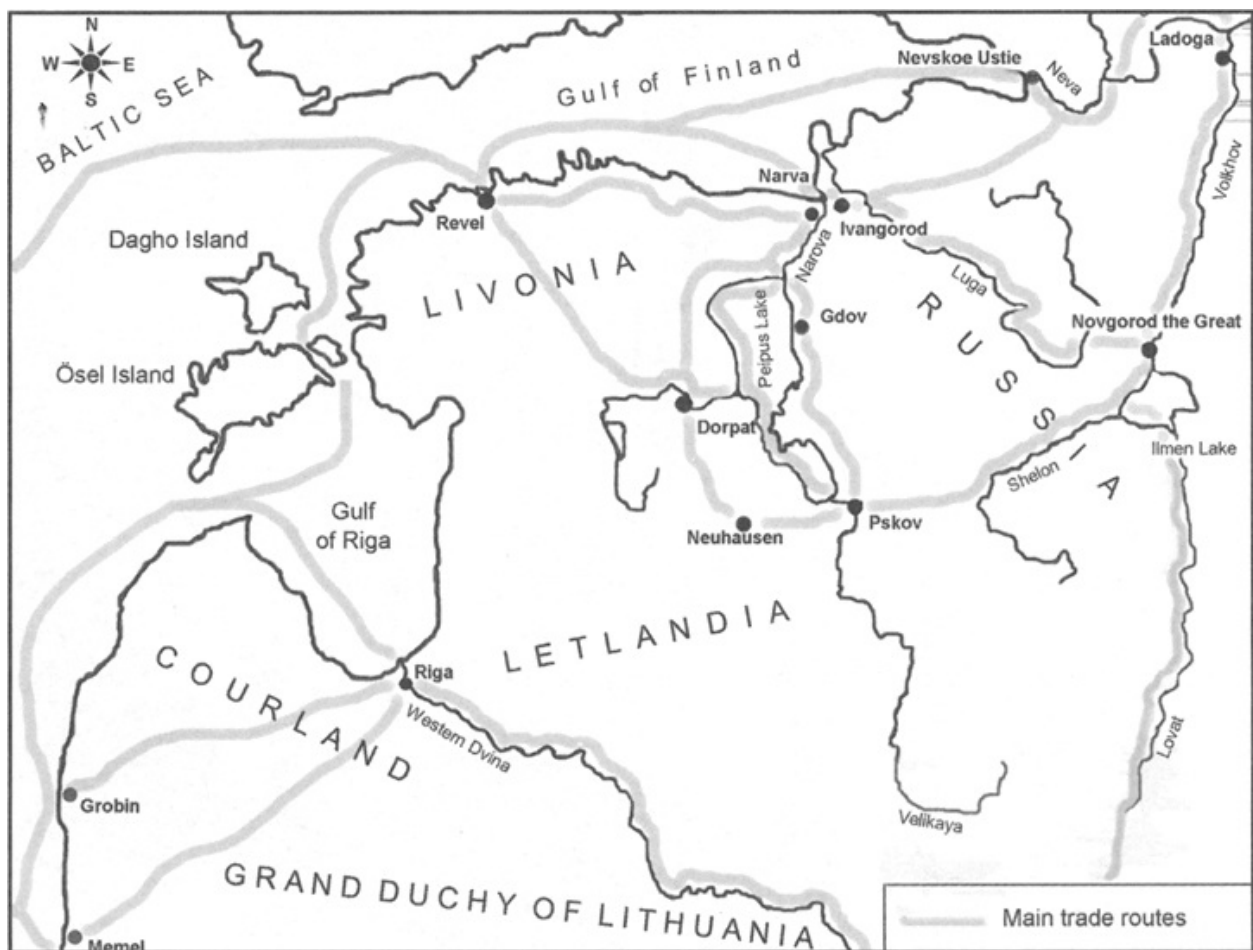 N
W E
S
BALTIC SEA
Gulf of Finland
Nevskoe Ustie
Neva
Ladoga
Volkhov
Narva
Revel
Ivangorod
Narova
Dagho Island
LIVONIA
Luga
RUSSIA
Gdov
Peipus Lake
Novgorod the Great
Ösel Island
Dorpat
Ilmen Lake
Shelon
Gulf
of Riga
Neuhausen
Pskov
LETLANDIA
COURLAND
Riga
Western Dvina
Lovat
Grobin
Velikaya
GRAND DUCHY OF LITHUANIA
Main trade routes
Memel